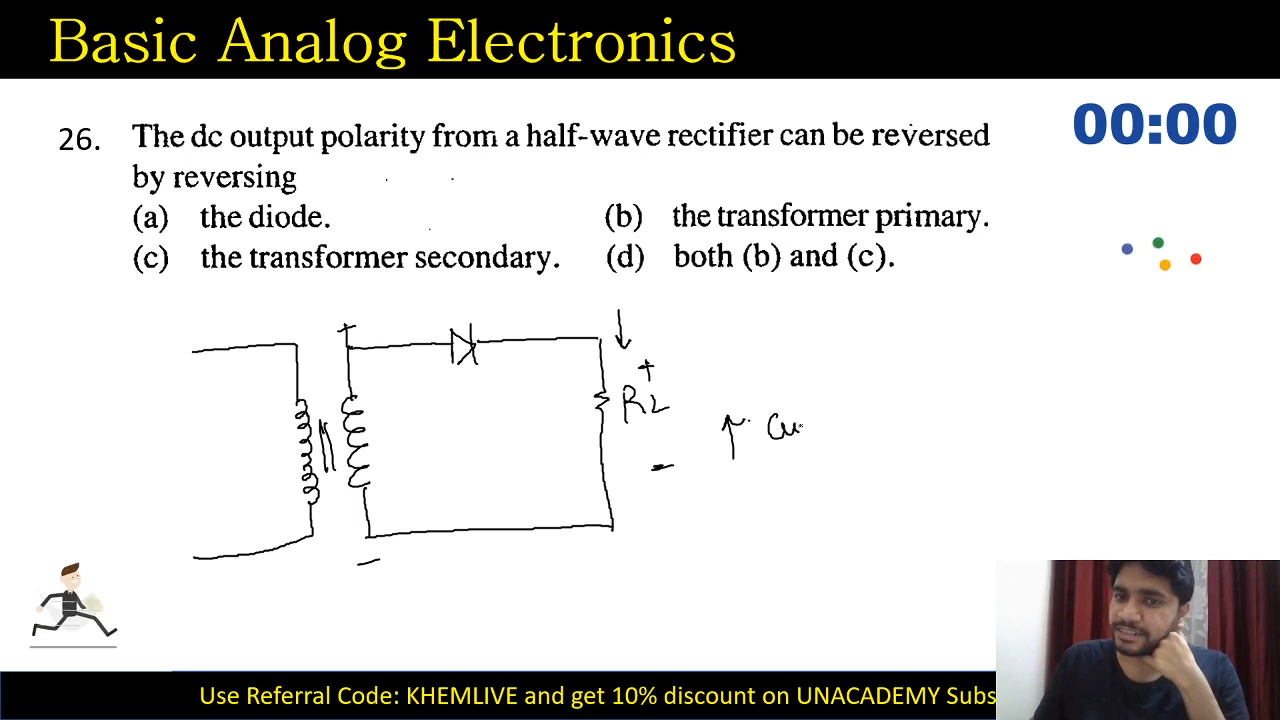 Basic Analog Electronics
00:00
26. The dc output polarity from a half-wave rectifier can be reversed
by reversing
(a) the diode. (b) the transformer primary.
(c) the transformer secondary. (d) both (b) and (c).
+
+
RL
-
Cu
-
Use Referral Code: KHEMLIVE and get 10% discount on UNACADEMY Subs